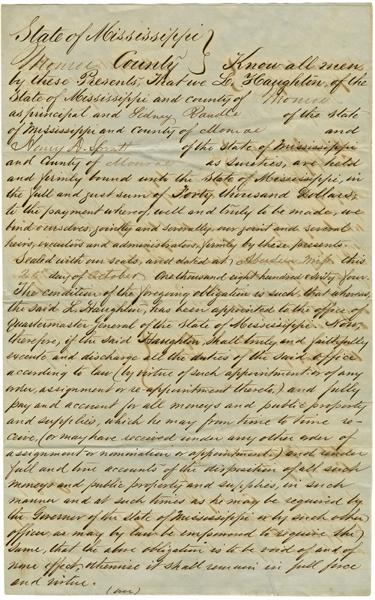 State of Mississippi }
Monroe County } Know all men
by these Presents, That we L. Haughton, of the
State of Mississippi and county of Monroe
as principal and Sidney of the State
of Mississippi and county of Monroe and
Henry D. Spratt of the State of Mississippi
and County of Monroe as sureties, are held
and firmly bound unto the State of Mississippi, in
the full and just sum of Forty thousand Dollars,
to the payment whereof, well and truly to be made, we
bind ourselves jointly and severally, our joint and several
heirs, executors and administrators, firmly by these presents.
Sealed with our seals, and dated at Aberdeen Miss this
day of October One thousand eight hundred sixty four.
The condition of the foregoing obligation is such, that whereas,
the said L. Haughton, has been appointed to the office of
Quartermaster General of the State of Mississippi. Now,
therefore, if the said Haughton, shall truly and faithfully
execute and discharge all the duties of the said office
according to law (by virtue of such appointment or of any
order, assignment or re-appointment thereto) and fully
pay and account for all moneys and public property
and supplies, which he may from time to time re-
ceive, (or may have received under any other order of
assignment or nomination or appointment) and render
full and true accounts of the disposition of all such
moneys and public property and supplies, in such
manner and at such times as he may be required by
the Governor of the State of Mississippi or by such other
officer, as may by law be empowered to require the
same, that the above obligation is to be void of and of
none effect, otherwise it shall remain in full force
and virtue.
(over)